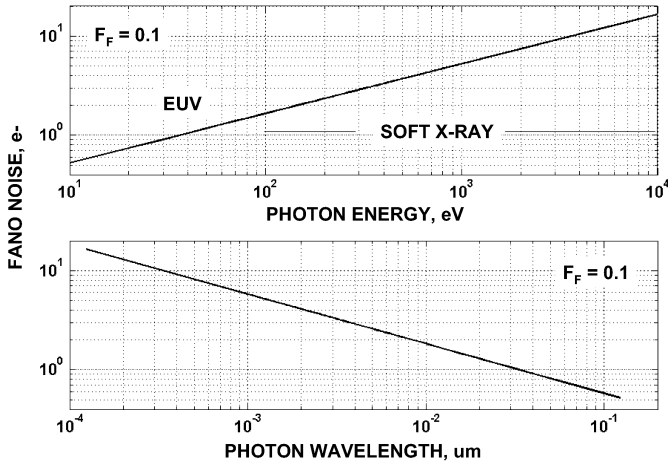 F_F = 0.1
10^1
EUV
10^0
SOFT X-RAY
10^1 10^2 10^3 10^4
PHOTON ENERGY, eV
FANO NOISE, e-
F_F = 0.1
10^1
10^0
10^-4 10^-3 10^-2 10^-1
PHOTON WAVELENGTH, um